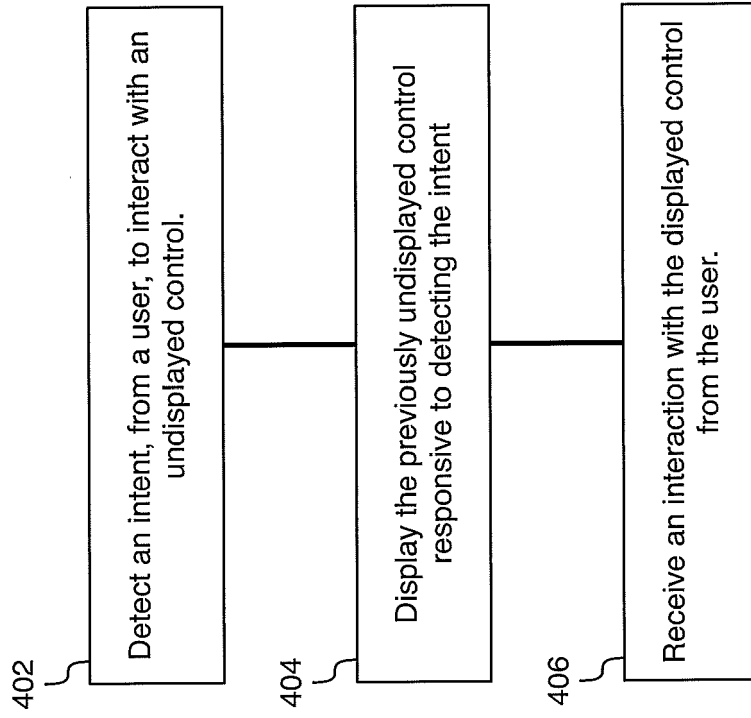 402
Detect an intent, from a user, to interact with an
undisplayed control.
404
Display the previously undisplayed control
responsive to detecting the intent
406
Receive an interaction with the displayed control
from the user.